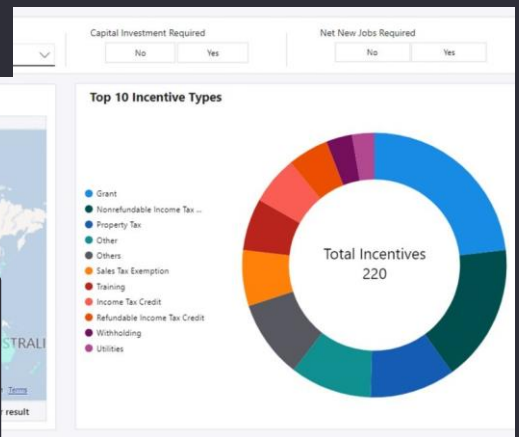 Capital Investment Required
No Yes
Net New Jobs Required
No Yes
Top 10 Incentive Types
Grant
Nonrefundable Income Tax ...
Property Tax
Other
Others
Sales Tax Exemption
Training
Income Tax Credit
Refundable Income Tax Credit
Withholding
Utilities
Total Incentives
220
STRALI
Terms
result